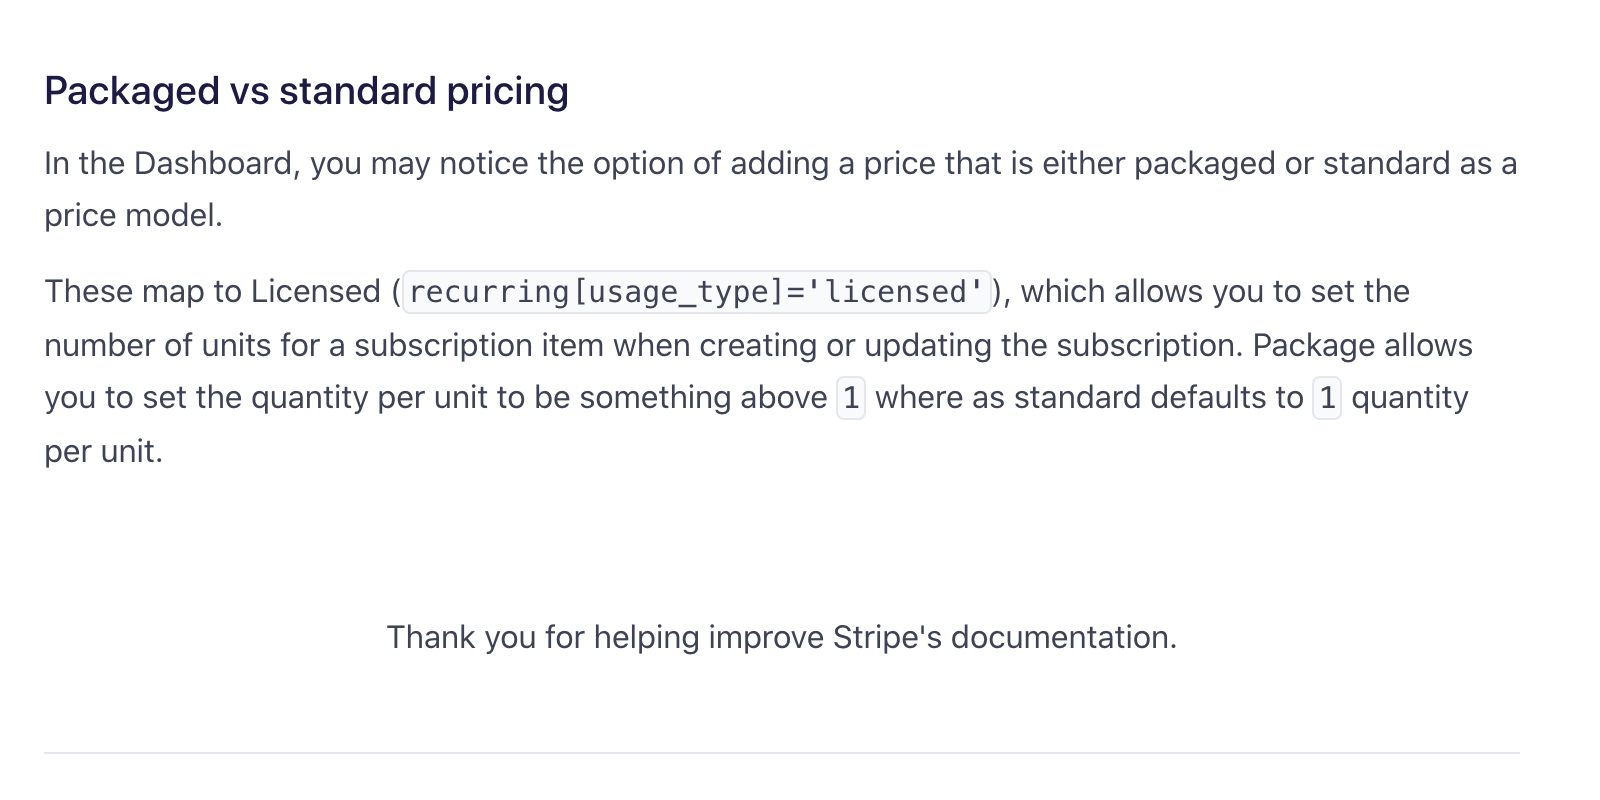 Packaged vs standard pricing
In the Dashboard, you may notice the option of adding a price that is either packaged or standard as a
price model.
These map to Licensed (recurring[usage_type]='licensed'), which allows you to set the
number of units for a subscription item when creating or updating the subscription. Package allows
you to set the quantity per unit to be something above 1 where as standard defaults to 1 quantity
per unit.
Thank you for helping improve Stripe's documentation.